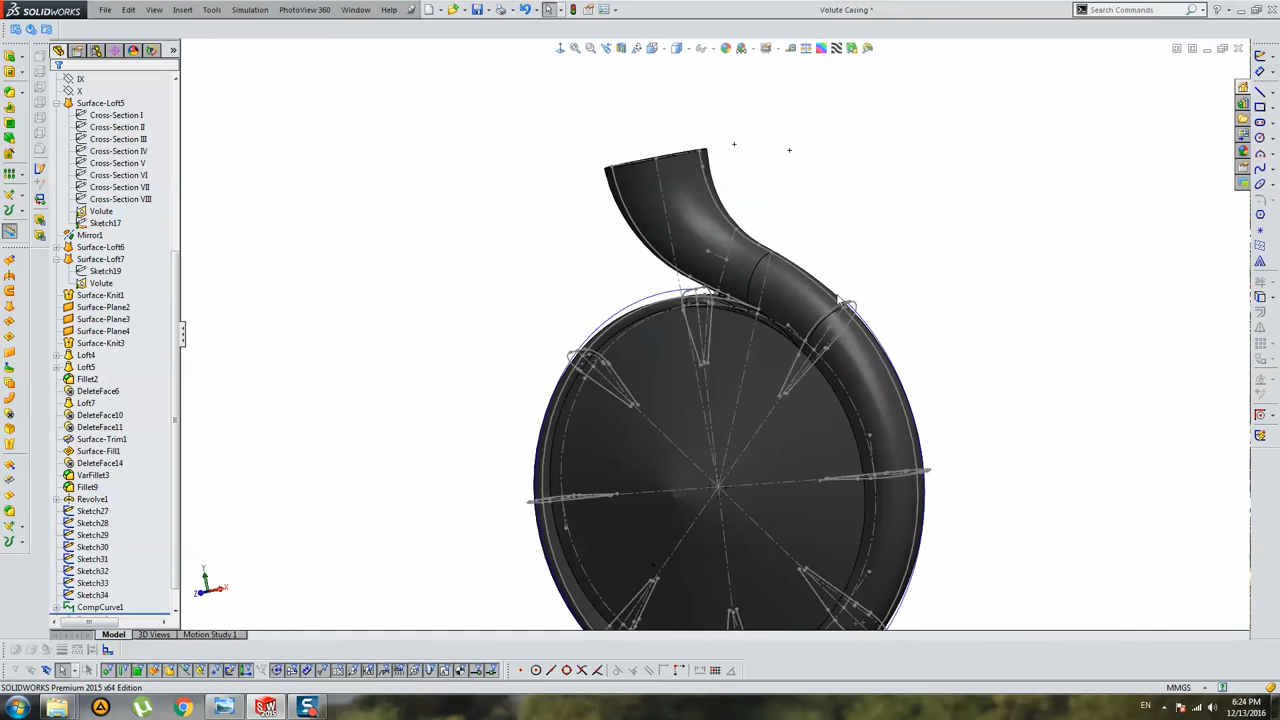 SOLIDWORKS
File Edit View Insert Tools Simulation PhotoView 360 Window Help
Volute Casing *
Search Commands
IX
X
Surface-Loft5
Cross-Section I
Cross-Section II
Cross-Section III
Cross-Section IV
Cross-Section V
Cross-Section VI
Cross-Section VII
Cross-Section VIII
Volute
Sketch17
Mirror1
Surface-Loft6
Surface-Loft7
Sketch19
Volute
Surface-Knit1
Surface-Plane2
Surface-Plane3
Surface-Plane4
Surface-Knit3
Loft4
Loft5
Fillet2
DeleteFace6
Loft7
DeleteFace10
DeleteFace11
Surface-Trim1
Surface-Fill1
DeleteFace14
VarFillet3
Fillet9
Revolve1
Sketch27
Sketch28
Sketch29
Sketch30
Sketch31
Sketch32
Sketch33
Sketch34
CompCurve1
Y
X
Z
Model 3D Views Motion Study 1
SOLIDWORKS Premium 2015 x64 Edition
MMGS
EN
6:24 PM
12/13/2016